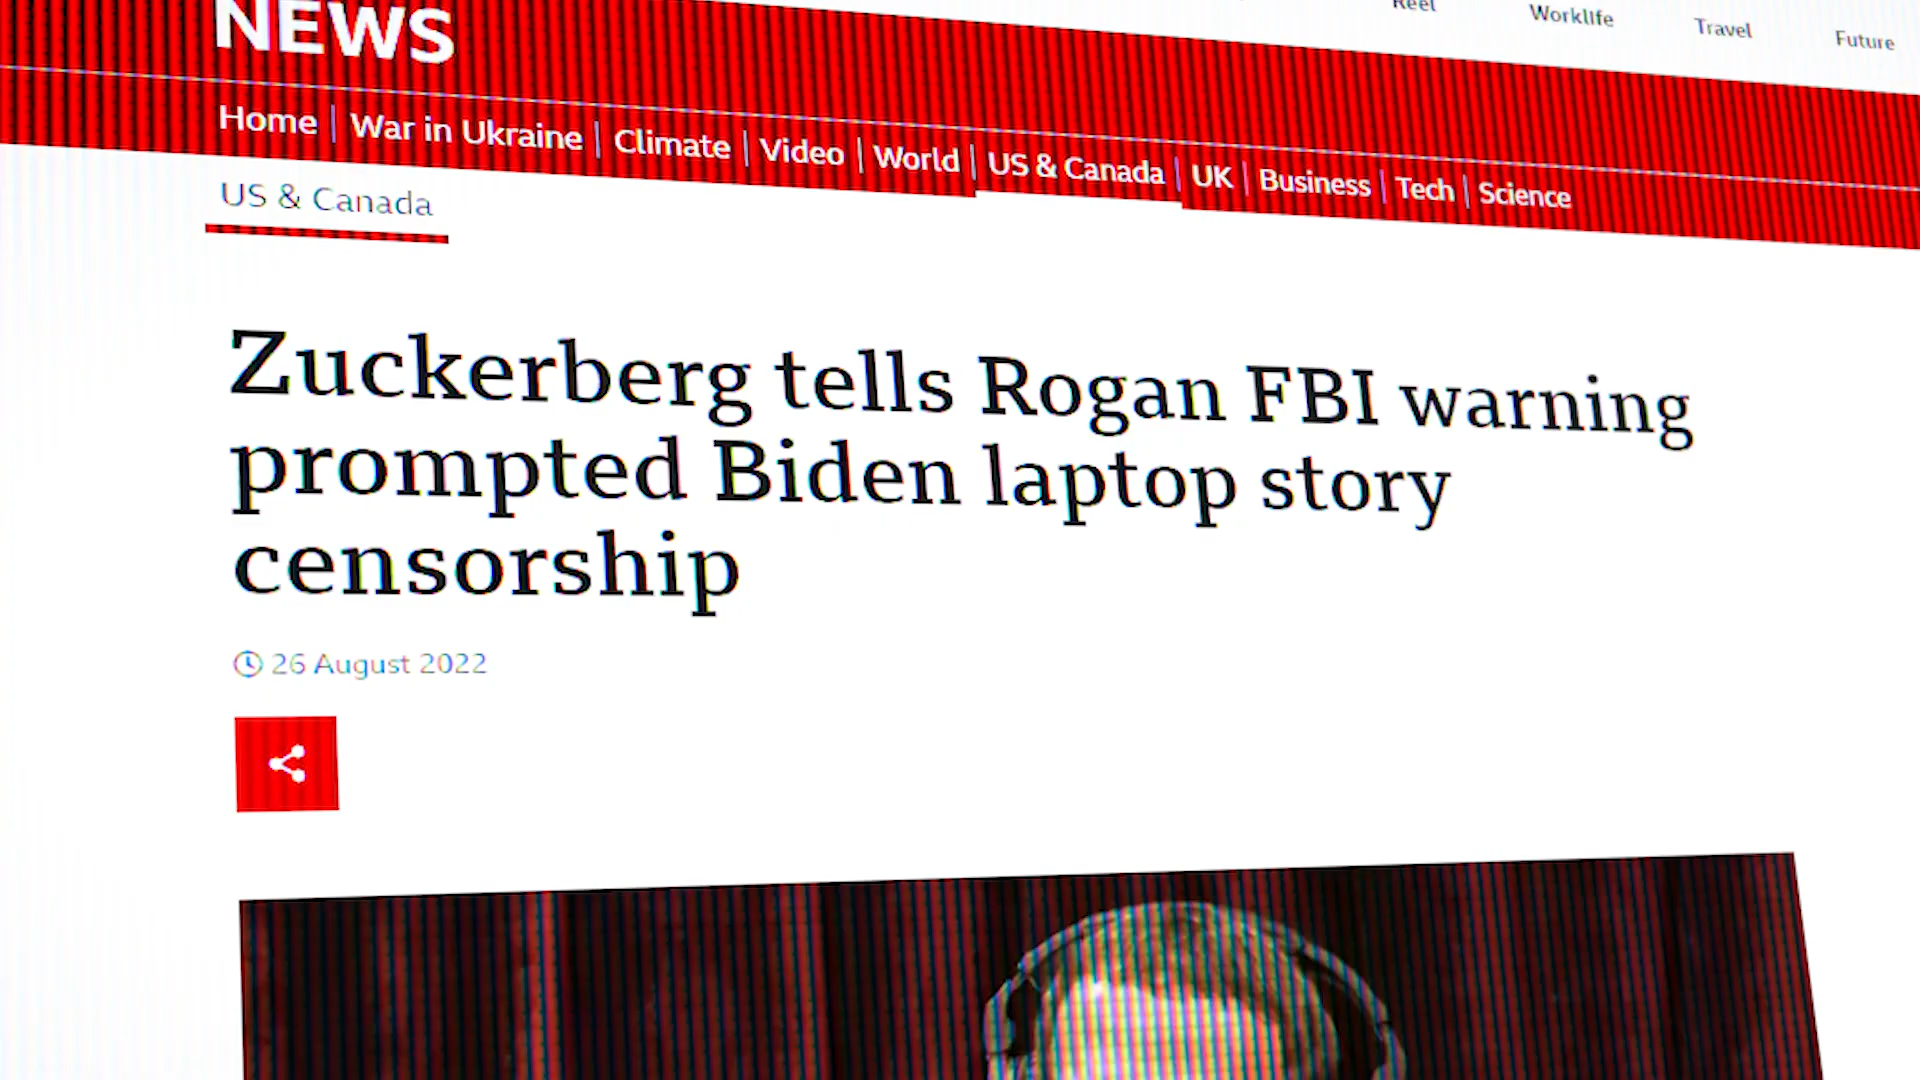 Reel Worklife Travel Future
NEWS
Home War in Ukraine Climate Video World US & Canada UK Business Tech Science
US & Canada
Zuckerberg tells Rogan FBI warning
prompted Biden laptop story
censorship
26 August 2022